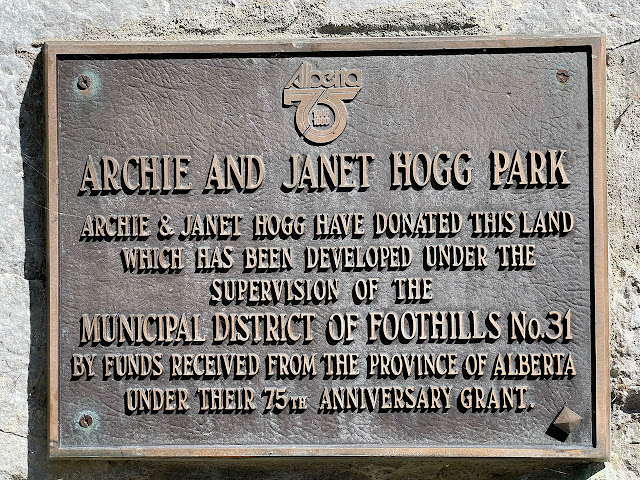 Alberta
75
ARCHIE AND JANET HOGG PARK
ARCHIE & JANET HOGG HAVE DONATED THIS LAND
WHICH HAS BEEN DEVELOPED UNDER THE
SUPERVISION OF THE
MUNICIPAL DISTRICT OF FOOTHILLS No.31
BY FUNDS RECEIVED FROM THE PROVINCE OF ALBERTA
UNDER THEIR 75TH ANNIVERSARY GRANT.